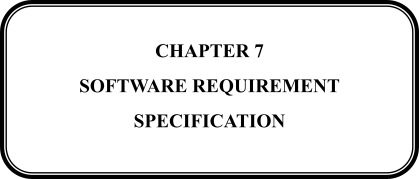 CHAPTER 7
SOFTWARE REQUIREMENT
SPECIFICATION